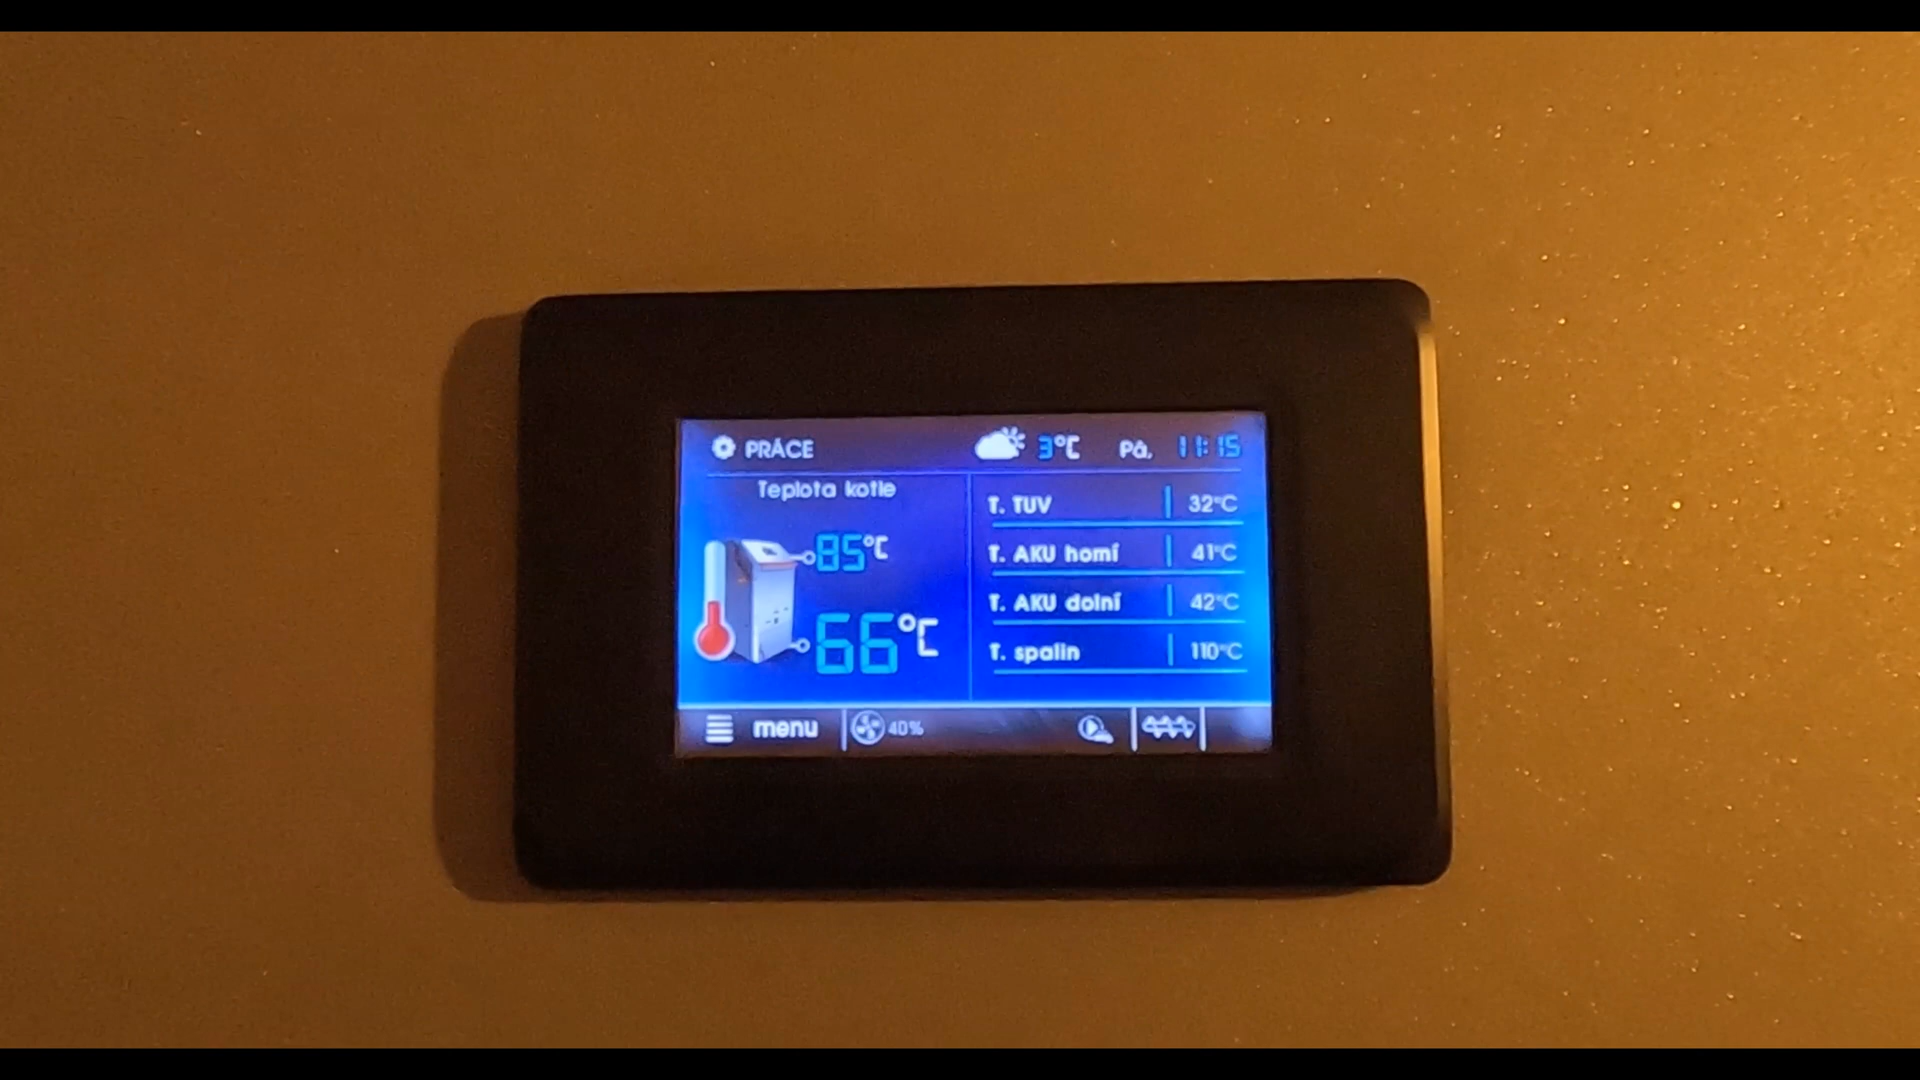 PRÁCE 3°C Pá, 11:15
Teplota kotle
85°C
66°C
T. TUV 32°C
T. AKU horní 41°C
T. AKU dolní 42°C
T. spalin 110°C
menu 40%